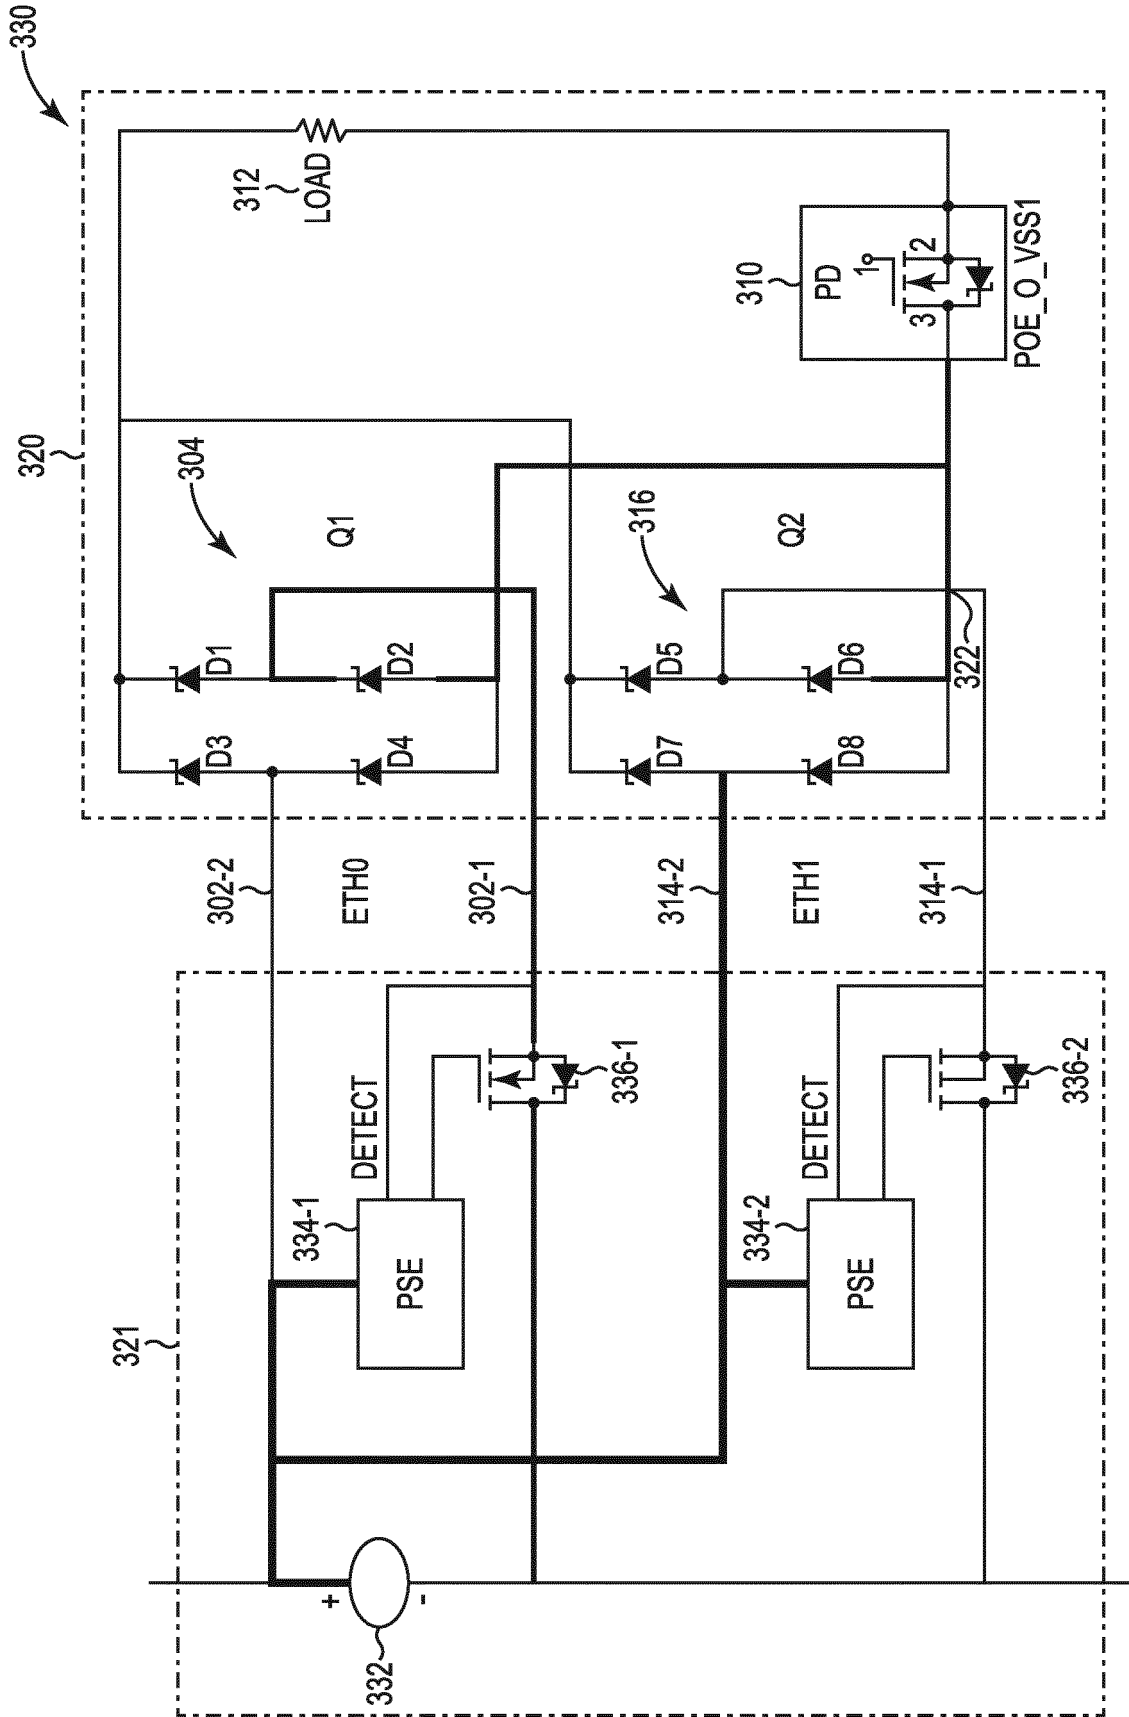 330
320
304
Q1
D1
D2
D3
D4
312
LOAD
310
PD
1
2
3
POE_O_VSS1
316
Q2
D5
D6
D7
D8
322
302-2
ETH0
302-1
314-2
ETH1
314-1
321
334-1
PSE
DETECT
336-1
334-2
PSE
DETECT
336-2
+
-
332